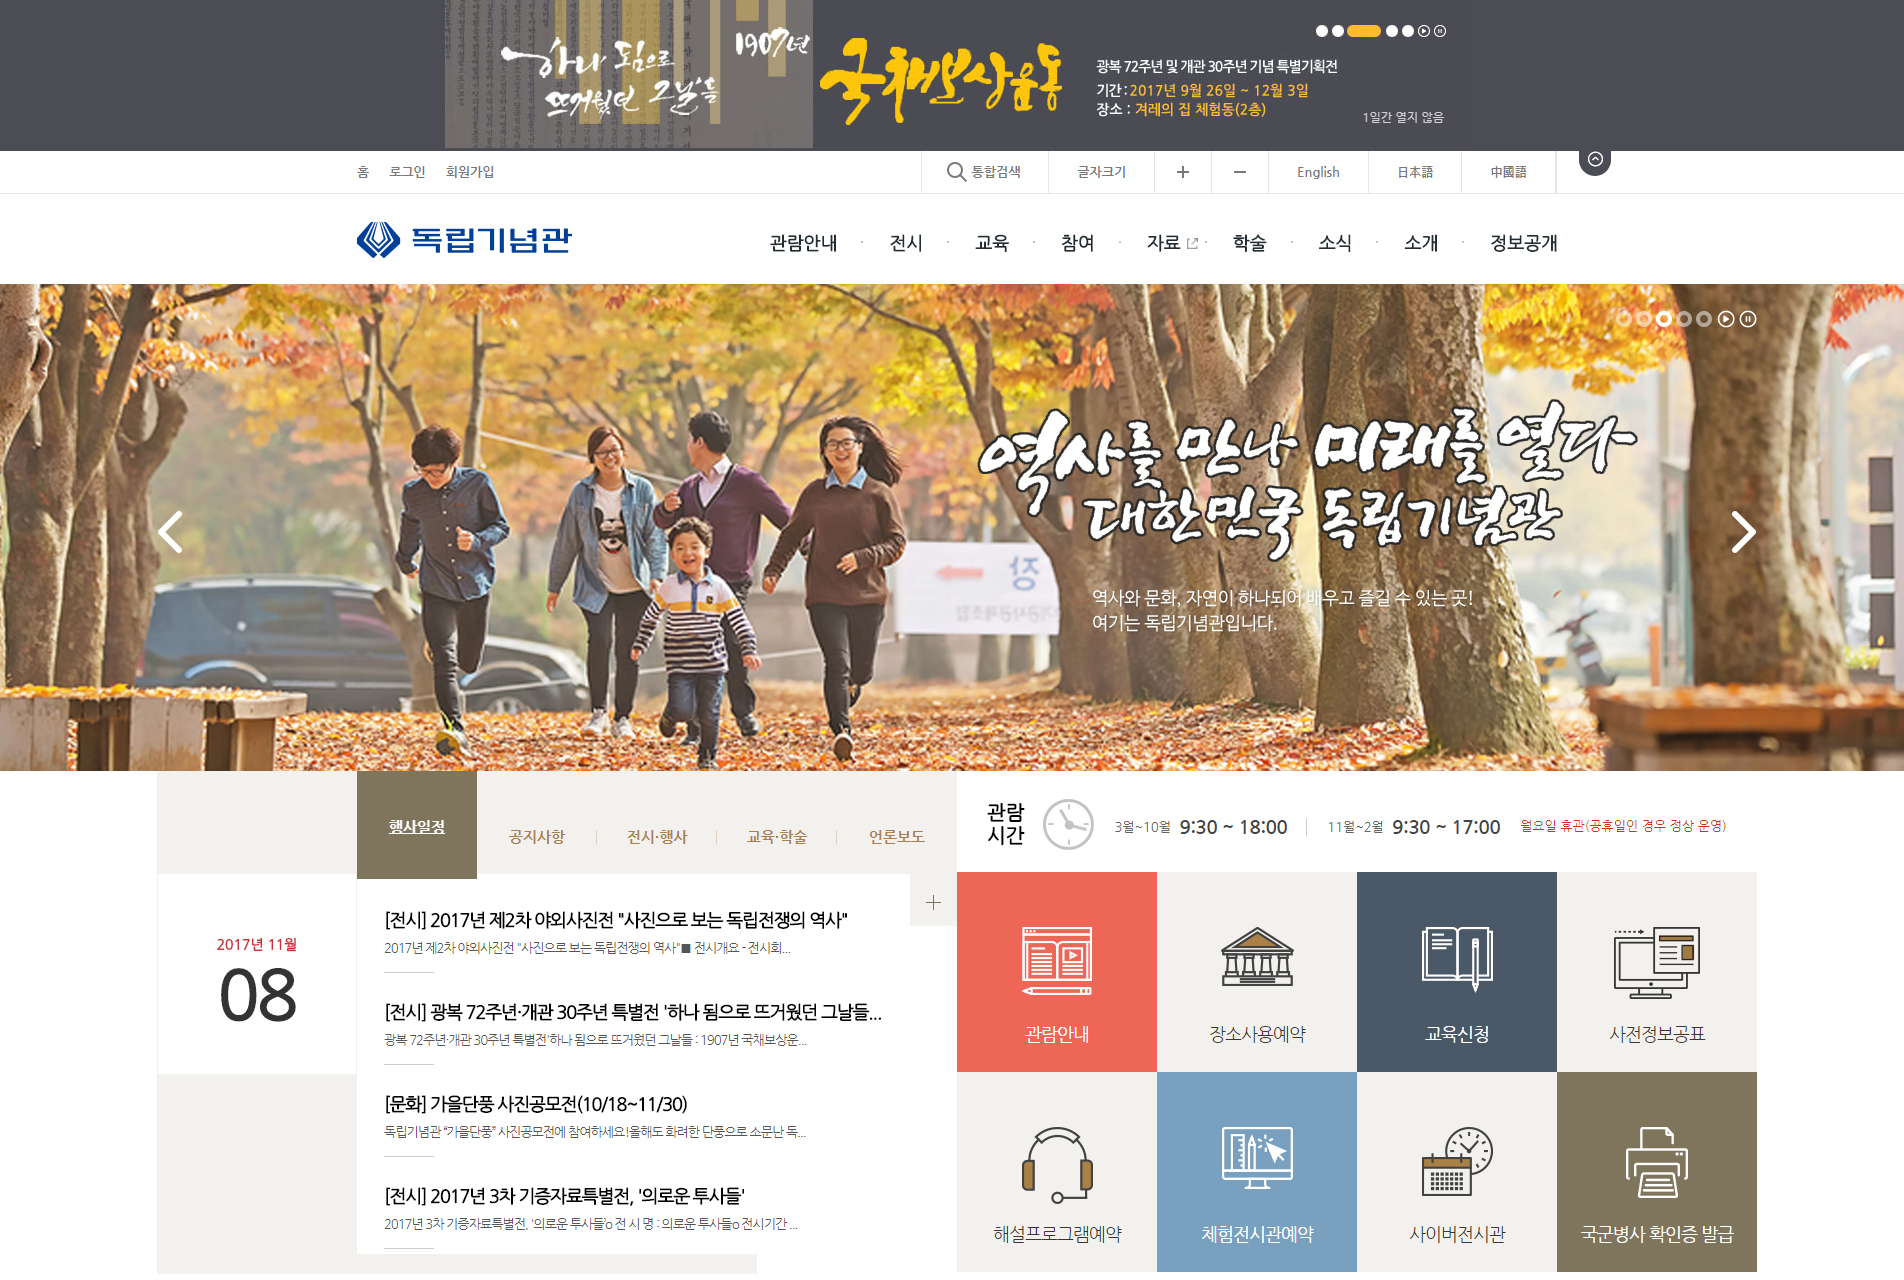 하나 됨으로
뜨거웠던 그날들
1907년
국채보상운동
광복 72주년 및 개관 30주년 기념 특별기획전
기간 : 2017년 9월 26일 ~ 12월 3일
장소 : 겨레의 집 체험동(2층)
1일간 열지 않음
홈 로그인 회원가입
통합검색 글자크기 + − English 日本語 中國語
독립기념관
관람안내 · 전시 · 교육 · 참여 · 자료 · 학술 · 소식 · 소개 · 정보공개
역사를 만나 미래를 열다
대한민국 독립기념관
장
역사와 문화, 자연이 하나되어 배우고 즐길 수 있는 곳!
여기는 독립기념관입니다.
행사일정
공지사항 전시·행사 교육·학술 언론보도
2017년 11월
08
[전시] 2017년 제2차 야외사진전 "사진으로 보는 독립전쟁의 역사"
2017년 제2차 야외사진전 "사진으로 보는 독립전쟁의 역사"■ 전시개요 - 전시회...
[전시] 광복 72주년·개관 30주년 특별전 '하나 됨으로 뜨거웠던 그날들...
광복 72주년·개관 30주년 특별전'하나 됨으로 뜨거웠던 그날들 : 1907년 국채보상운...
[문화] 가을단풍 사진공모전(10/18~11/30)
독립기념관 “가을단풍” 사진공모전에 참여하세요!올해도 화려한 단풍으로 소문난 독...
[전시] 2017년 3차 기증자료특별전, '의로운 투사들'
2017년 3차 기증자료특별전, '의로운 투사들'o 전 시 명 : 의로운 투사들o 전시기간 ...
관람
시간
3월~10월 9:30 ~ 18:00 11월~2월 9:30 ~ 17:00 월요일 휴관(공휴일인 경우 정상 운영)
관람안내
장소사용예약
교육신청
사전정보공표
해설프로그램예약
체험전시관예약
사이버전시관
국군병사 확인증 발급